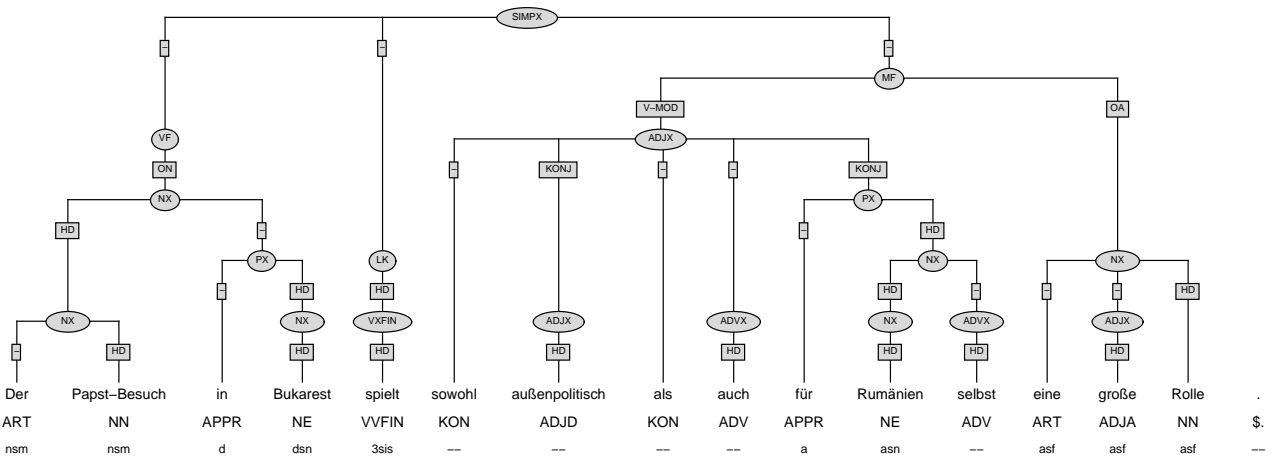 SIMPX
– – –
MF
V–MOD OA
VF ADJX
ON – KONJ – – KONJ
NX PX
HD – – HD
PX LK NX NX
– HD HD HD – – – HD
NX NX VXFIN ADJX ADVX NX ADVX ADJX
– HD HD HD HD HD HD HD HD
Der Papst–Besuch in Bukarest spielt sowohl außenpolitisch als auch für Rumänien selbst eine große Rolle .
ART NN APPR NE VVFIN KON ADJD KON ADV APPR NE ADV ART ADJA NN $.
nsm nsm d dsn 3sis –– –– –– –– a asn –– asf asf asf ––